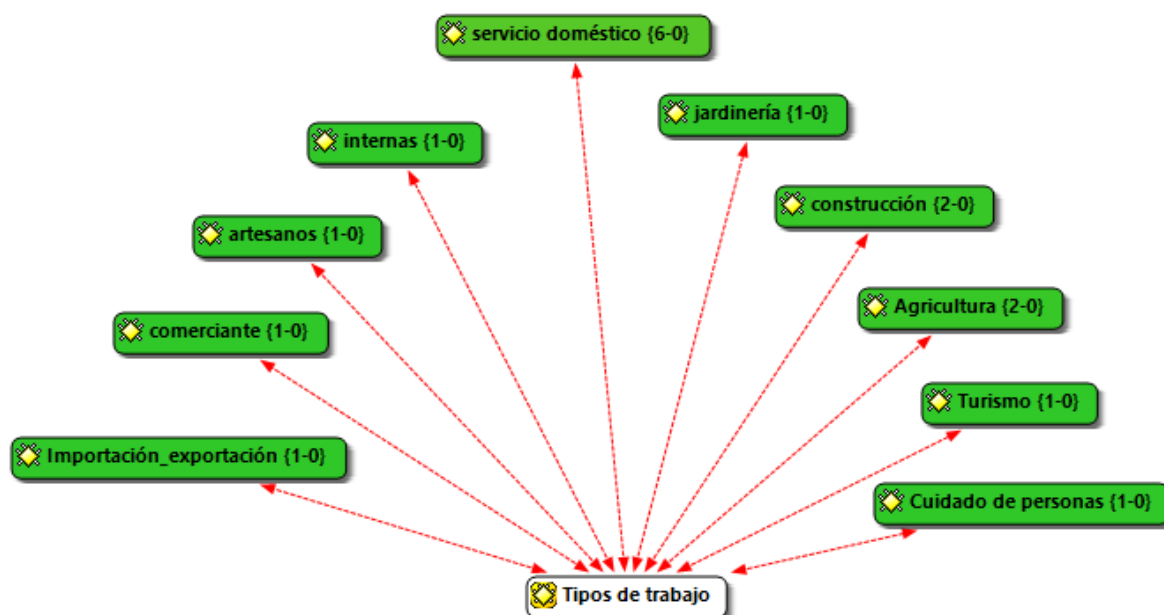 servicio doméstico {6-0}
jardinería {1-0}
internas {1-0}
construcción {2-0}
artesanos {1-0}
Agricultura {2-0}
comerciante {1-0}
Turismo {1-0}
Importación_exportación {1-0}
Cuidado de personas {1-0}
Tipos de trabajo